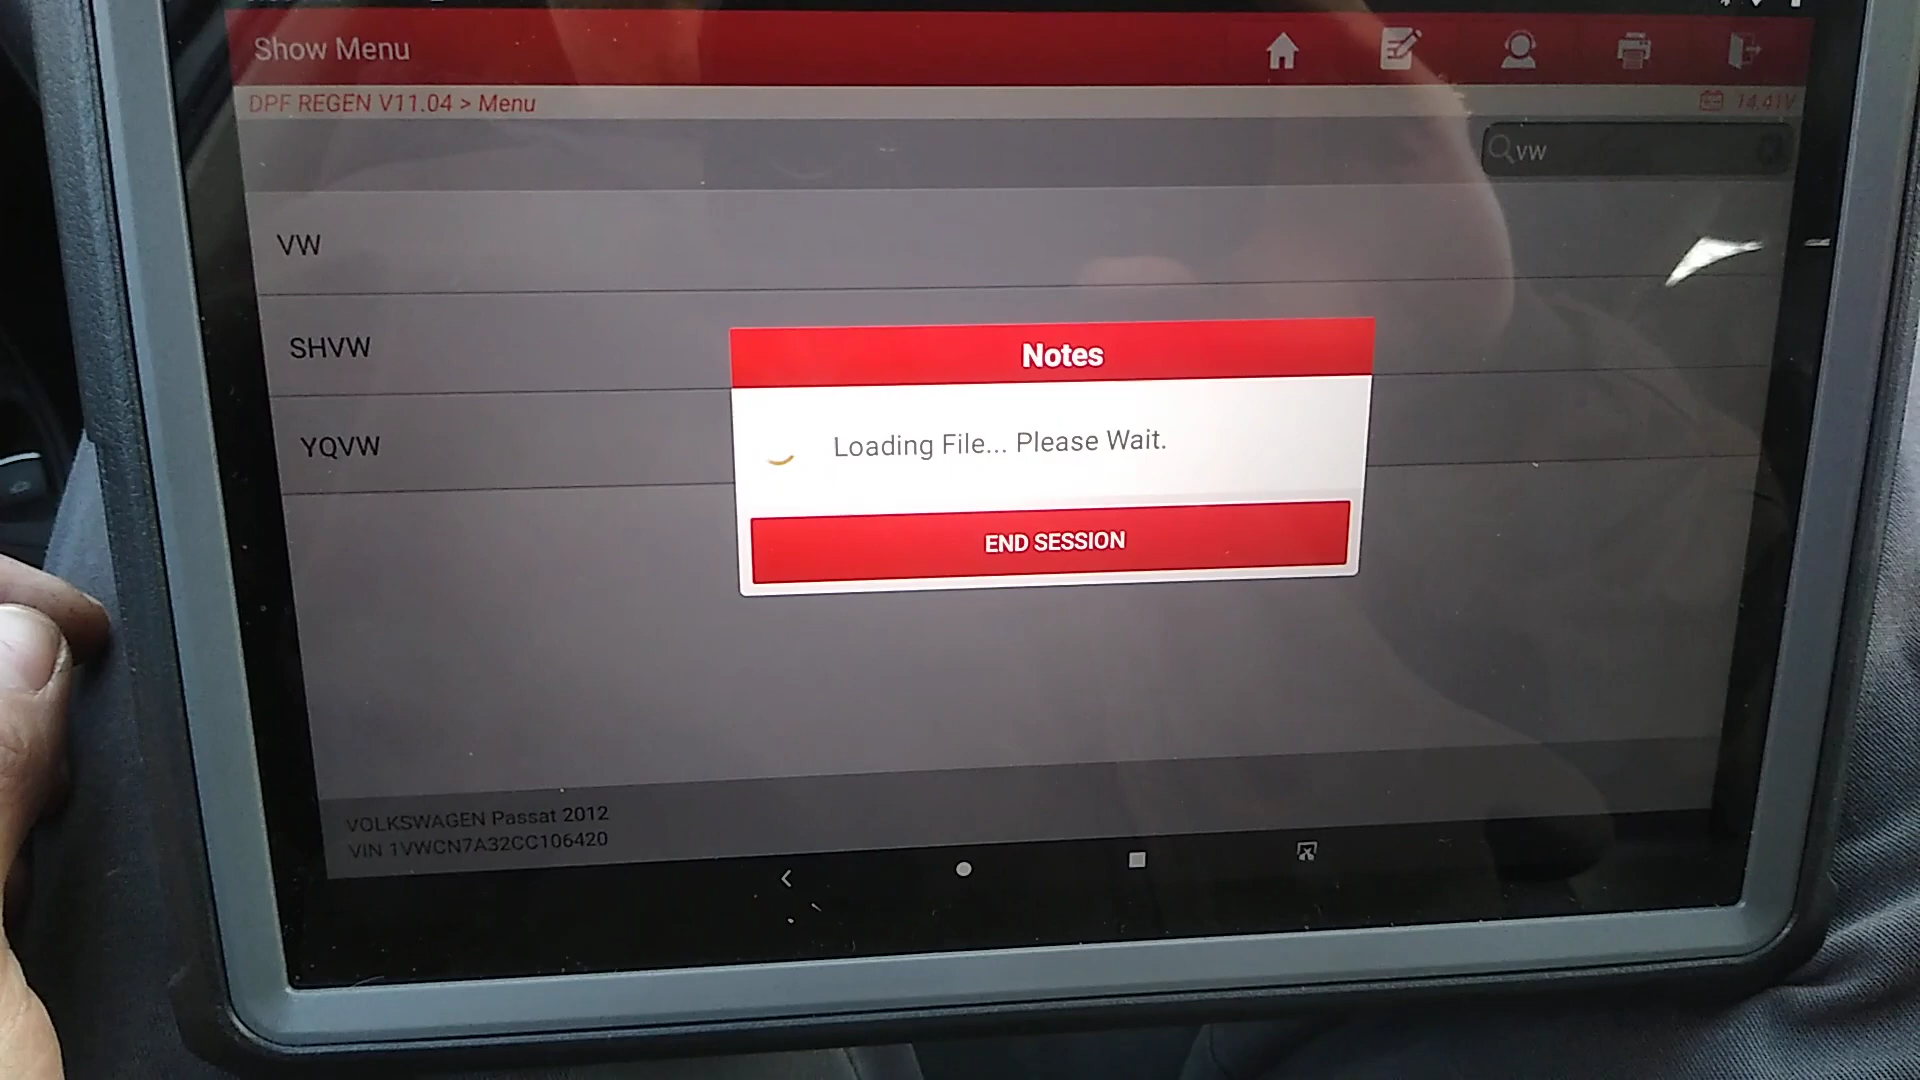 Show Menu
DPF REGEN V11.04 > Menu
14.41V
vw
VW
SHVW
YQVW
Notes
Loading File... Please Wait.
END SESSION
VOLKSWAGEN Passat 2012
VIN 1VWCN7A32CC106420